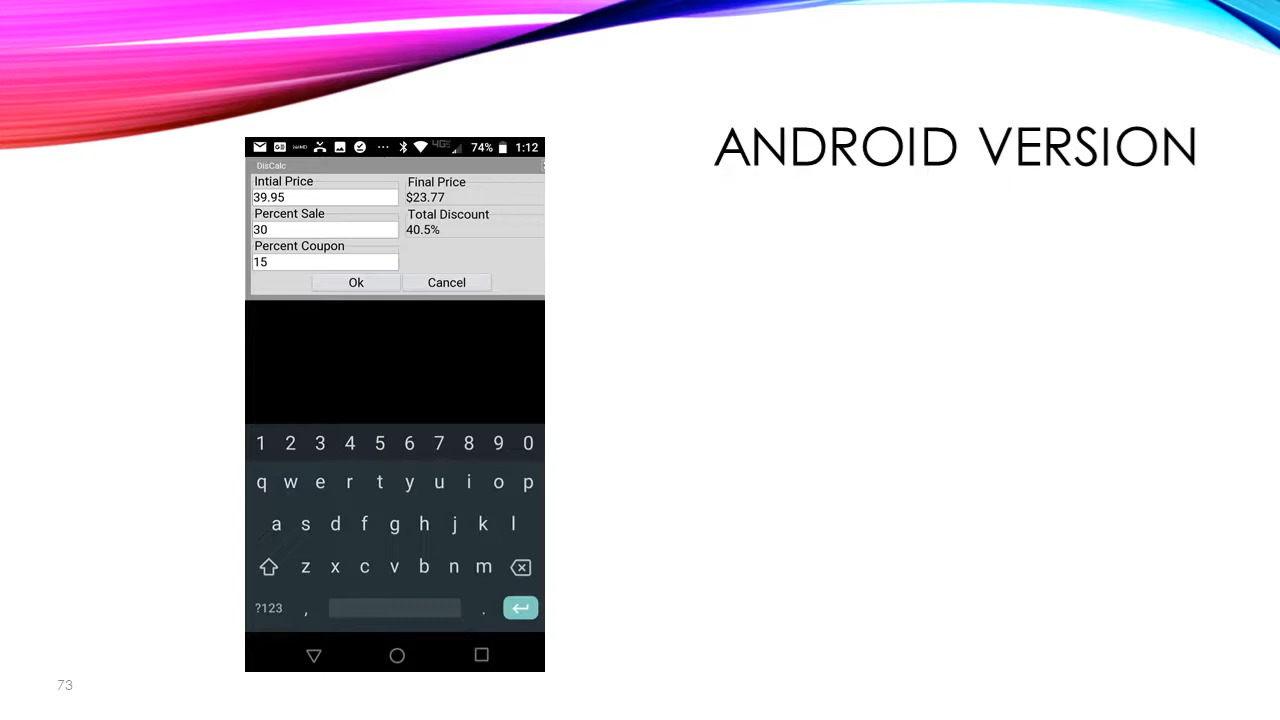 ANDROID VERSION
74% 1:12
DisCalc
Intial Price
39.95
Final Price
$23.77
Percent Sale
30
Total Discount
40.5%
Percent Coupon
15
Ok Cancel
1 2 3 4 5 6 7 8 9 0
q w e r t y u i o p
a s d f g h j k l
z x c v b n m
?123 , .
73